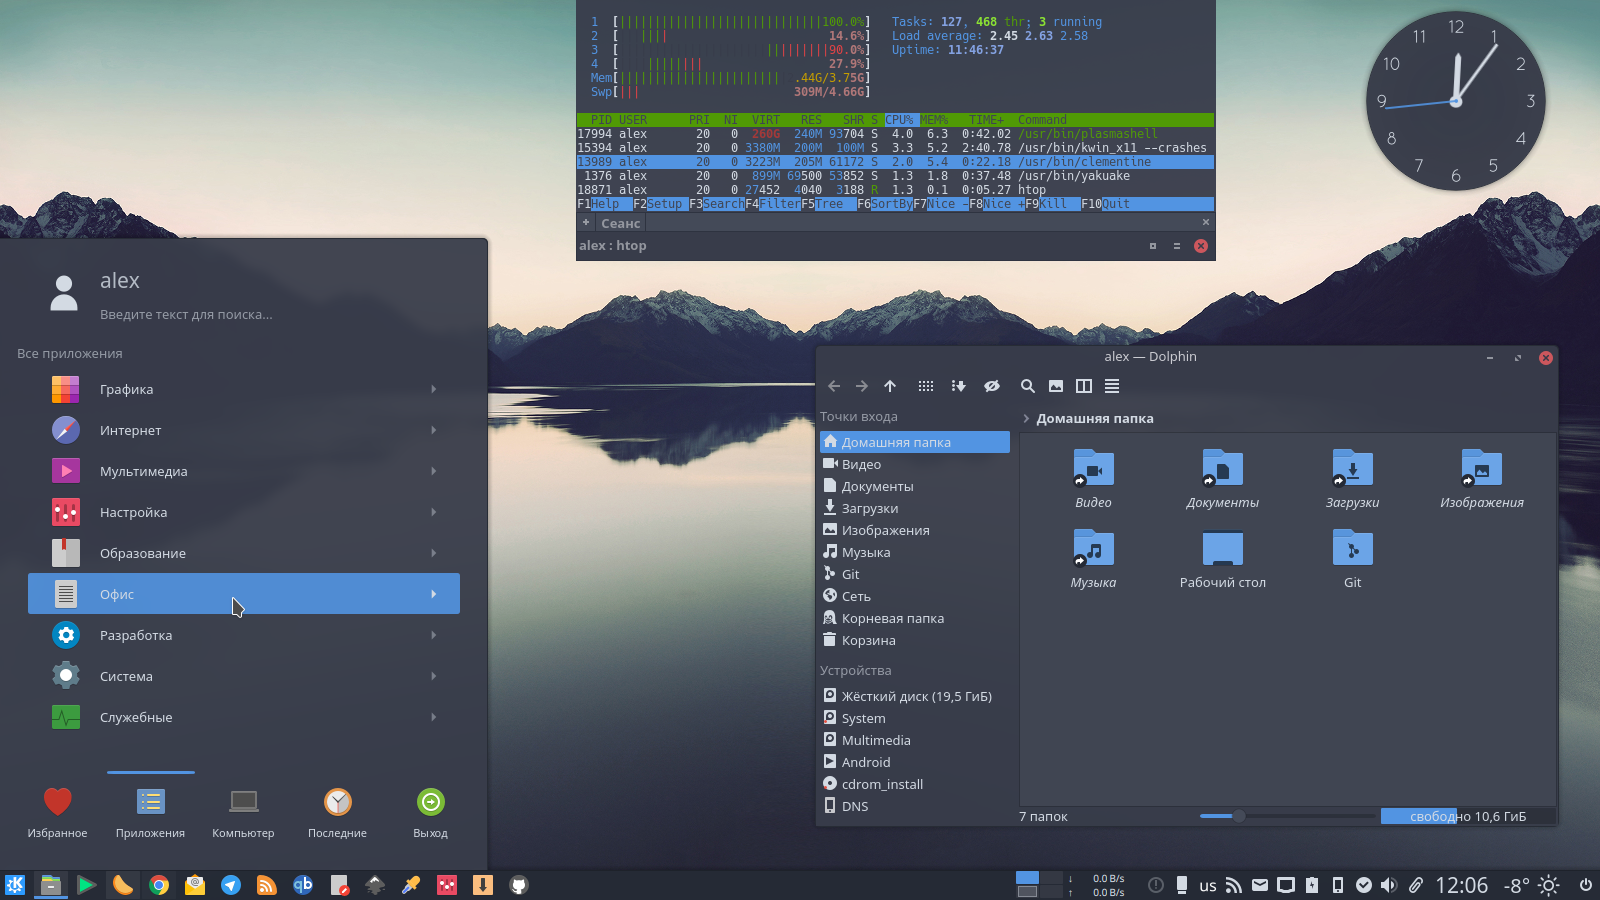 1 [||||||||||||||||||||||||||||100.0%]
2 [ |||| 14.6%]
3 [ |||||||||90.0%]
4 [ |||||||| 27.9%]
Mem[||||||||||||||||||||||| .44G/3.75G]
Swp[||| 309M/4.66G]
Tasks: 127, 468 thr; 3 running
Load average: 2.45 2.63 2.58
Uptime: 11:46:37
PID USER PRI NI VIRT RES SHR S CPU% MEM% TIME+ Command
17994 alex 20 0 260G 240M 93704 S 4.0 6.3 0:42.02 /usr/bin/plasmashell
15394 alex 20 0 3380M 200M 100M S 3.3 5.2 2:40.78 /usr/bin/kwin_x11 --crashes
13989 alex 20 0 3223M 205M 61172 S 2.0 5.4 0:22.18 /usr/bin/clementine
1376 alex 20 0 899M 69500 53852 S 1.3 1.8 0:37.48 /usr/bin/yakuake
18871 alex 20 0 27452 4040 3188 R 1.3 0.1 0:05.27 htop
F1Help F2Setup F3SearchF4FilterF5Tree F6SortByF7Nice -F8Nice +F9Kill F10Quit
Сеанс
alex : htop
12
1
2
3
4
5
6
7
8
9
10
11
alex
Введите текст для поиска...
Все приложения
Графика
Интернет
Мультимедиа
Настройка
Образование
Офис
Разработка
Система
Служебные
Избранное
Приложения
Компьютер
Последние
Выход
alex — Dolphin
Точки входа
Домашняя папка
Видео
Документы
Загрузки
Изображения
Музыка
Git
Сеть
Корневая папка
Корзина
Устройства
Жёсткий диск (19,5 ГиБ)
System
Multimedia
Android
cdrom_install
DNS
Домашняя папка
Видео
Документы
Загрузки
Изображения
Музыка
Рабочий стол
Git
7 папок
свободно 10,6 ГиБ
qb
0.0 B/s
0.0 B/s
us
12:06
-8°